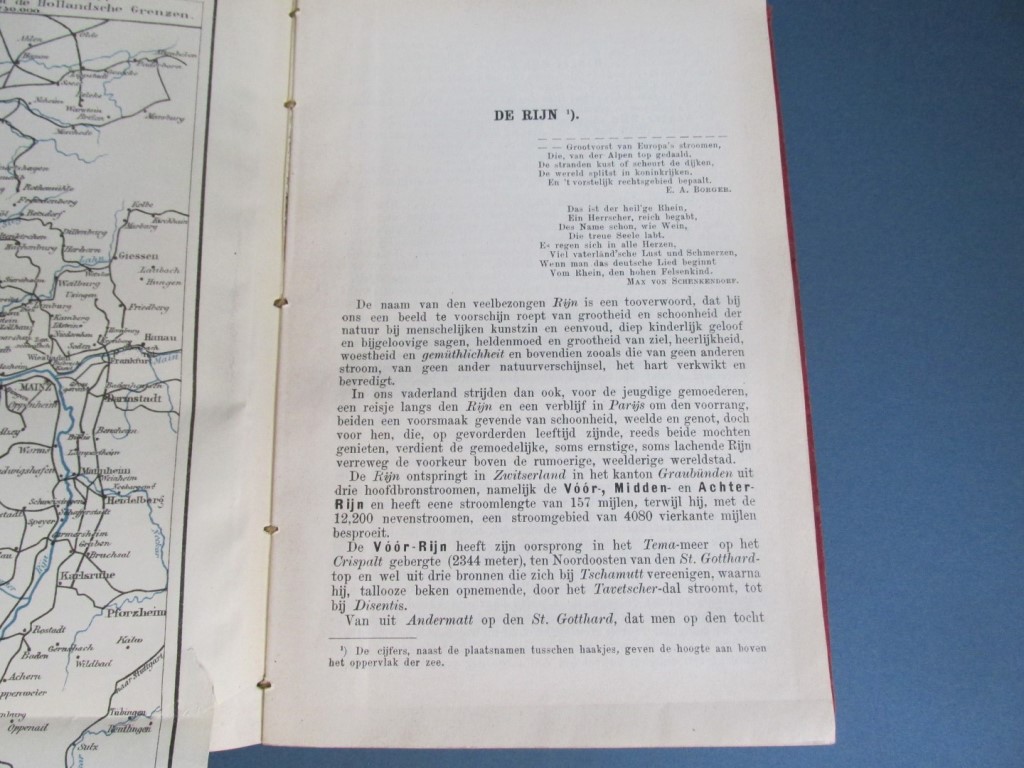 de Hollandsche Grenzen.
Ahlen
Soest
Warstein
Marburg
Giessen
Friedberg
Hanau
Frankfurt
Main
Wiesbaden
MAINZ
Oppenheim
Darmstadt
Bensheim
Worms
Mannheim
Heidelberg
Speyer
Bruchsal
Karlsruhe
Pforzheim
Rastadt
Kalw
Baden
Wildbad
Achern
naar Stuttgart
Tubingen
Reutlingen
Oppenau
Sulz
DE RIJN ¹).
— — Grootvorst van Europa's stroomen,
Die, van der Alpen top gedaald,
De stranden kust of scheurt de dijken,
De wereld splitst in koninkrijken,
En 't vorstelijk rechtsgebied bepaalt.
E. A. BORGER.
Das ist der heil'ge Rhein,
Ein Herrscher, reich begabt,
Des Name schon, wie Wein,
Die treue Seele labt.
Es regen sich in alle Herzen,
Viel vaterländ'sche Lust und Schmerzen,
Wenn man das deutsche Lied beginnt
Vom Rhein, den hohen Felsenkind.
MAX VON SCHENKENDORF.
De naam van den veelbezongen Rijn is een tooverwoord, dat bij
ons een beeld te voorschijn roept van grootheid en schoonheid der
natuur bij menschelijken kunstzin en eenvoud, diep kinderlijk geloof
en bijgeloovige sagen, heldenmoed en grootheid van ziel, heerlijkheid,
woestheid en gemüthlichheit en bovendien zooals die van geen anderen
stroom, van geen ander natuurverschijnsel, het hart verkwikt en
bevredigt.
In ons vaderland strijden dan ook, voor de jeugdige gemoederen,
een reisje langs den Rijn en een verblijf in Parijs om den voorrang,
beiden een voorsmaak gevende van schoonheid, weelde en genot, doch
voor hen, die, op gevorderden leeftijd zijnde, reeds beide mochten
genieten, verdient de gemoedelijke, soms ernstige, soms lachende Rijn
verreweg de voorkeur boven de rumoerige, weelderige wereldstad.
De Rijn ontspringt in Zwitserland in het kanton Graubünden uit
drie hoofdbronstroomen, namelijk de Vóór-, Midden- en Achter-
Rijn en heeft eene stroomlengte van 157 mijlen, terwijl hij, met de
12,200 nevenstroomen, een stroomgebied van 4080 vierkante mijlen
besproeit.
De Vóór-Rijn heeft zijn oorsprong in het Tema-meer op het
Crispalt gebergte (2344 meter), ten Noordoosten van den St. Gotthard-
top en wel uit drie bronnen die zich bij Tschamutt vereenigen, waarna
hij, tallooze beken opnemende, door het Tavetscher-dal stroomt, tot
bij Disentis.
Van uit Andermatt op den St. Gotthard, dat men op den tocht
¹) De cijfers, naast de plaatsnamen tusschen haakjes, geven de hoogte aan boven
het oppervlak der zee.